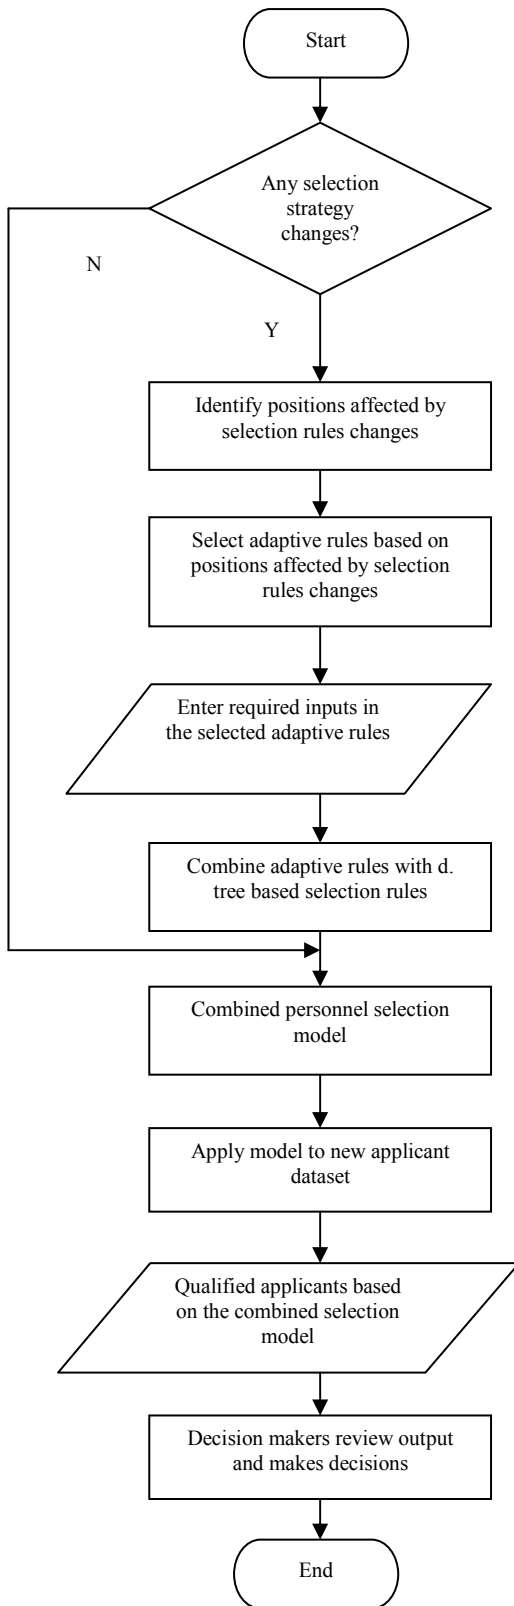 Start
Any selection
strategy
changes?
N
Y
Identify positions affected by
selection rules changes
Select adaptive rules based on
positions affected by selection
rules changes
Enter required inputs in
the selected adaptive rules
Combine adaptive rules with d.
tree based selection rules
Combined personnel selection
model
Apply model to new applicant
dataset
Qualified applicants based
on the combined selection
model
Decision makers review output
and makes decisions
End